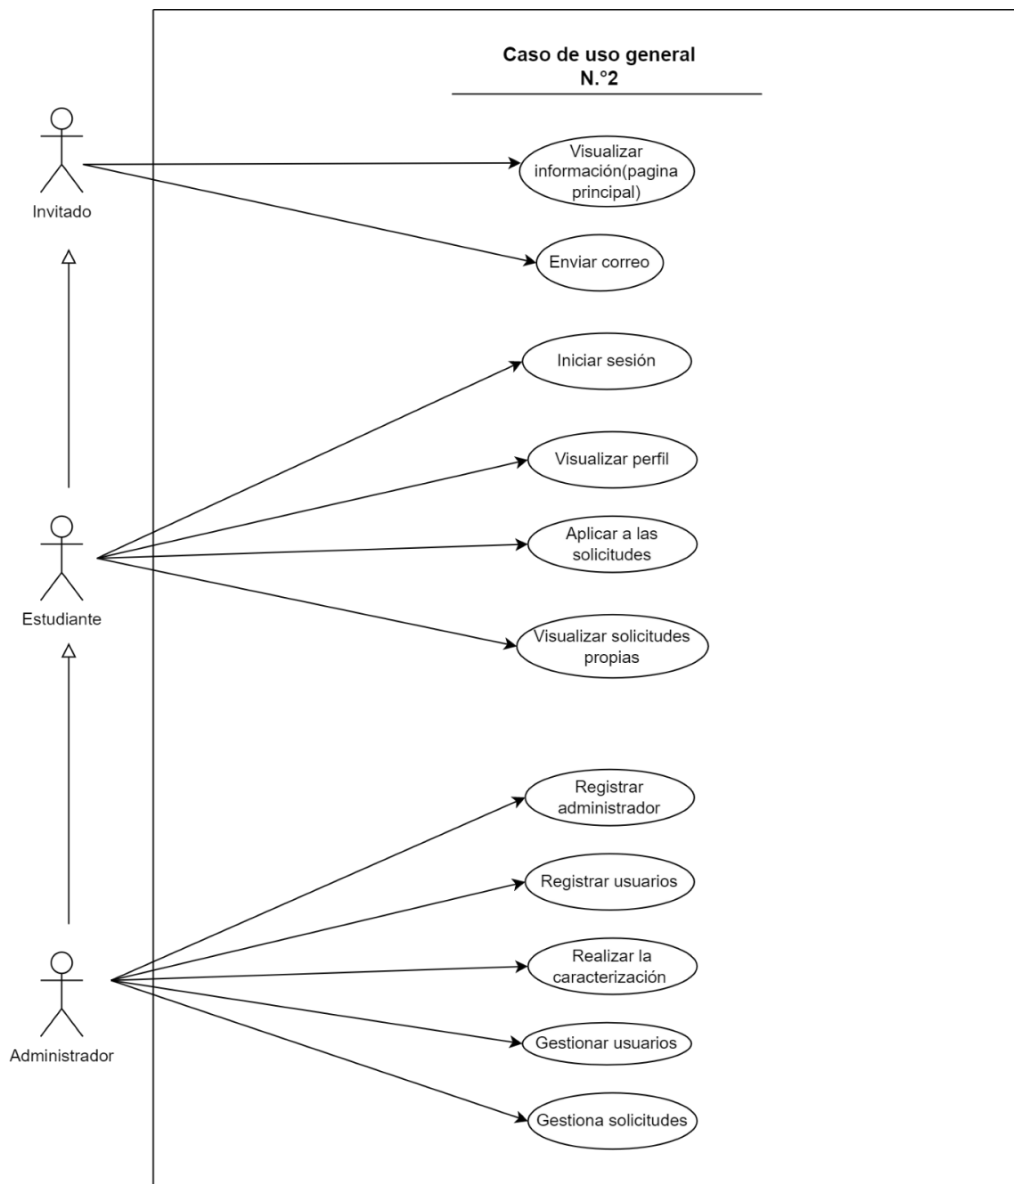 Caso de uso general
N.°2
Visualizar
información(pagina
principal)
Invitado
Enviar correo
Iniciar sesión
Visualizar perfil
Aplicar a las
solicitudes
Estudiante
Visualizar solicitudes
propias
Registrar
administrador
Registrar usuarios
Realizar la
caracterización
Gestionar usuarios
Administrador
Gestiona solicitudes